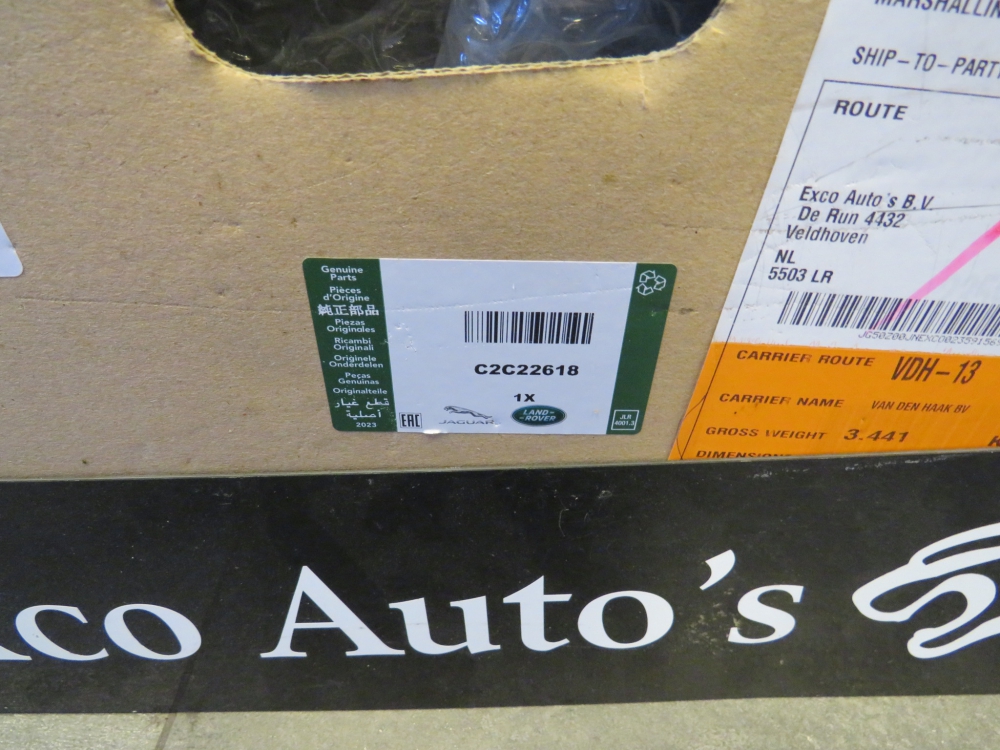 MARSHALLIN
SHIP-TO-PART
ROUTE
Exco Auto's B.V.
De Run 4432
Veldhoven
NL
5503 LR
CARRIER ROUTE VDH-13
CARRIER NAME VAN DEN HAAK BV
GROSS WEIGHT 3.441 K
DIMENSIONS
Genuine
Parts
Pièces
d'Origine
純正部品
Piezas
Originales
Ricambi
Originali
Originele
Onderdelen
Peças
Genuínas
Originalteile
قطع غيار
أصلية
2023
C2C22618
1X
EAC
JAGUAR
LAND-
ROVER
JLR
4001.3
xco Auto's